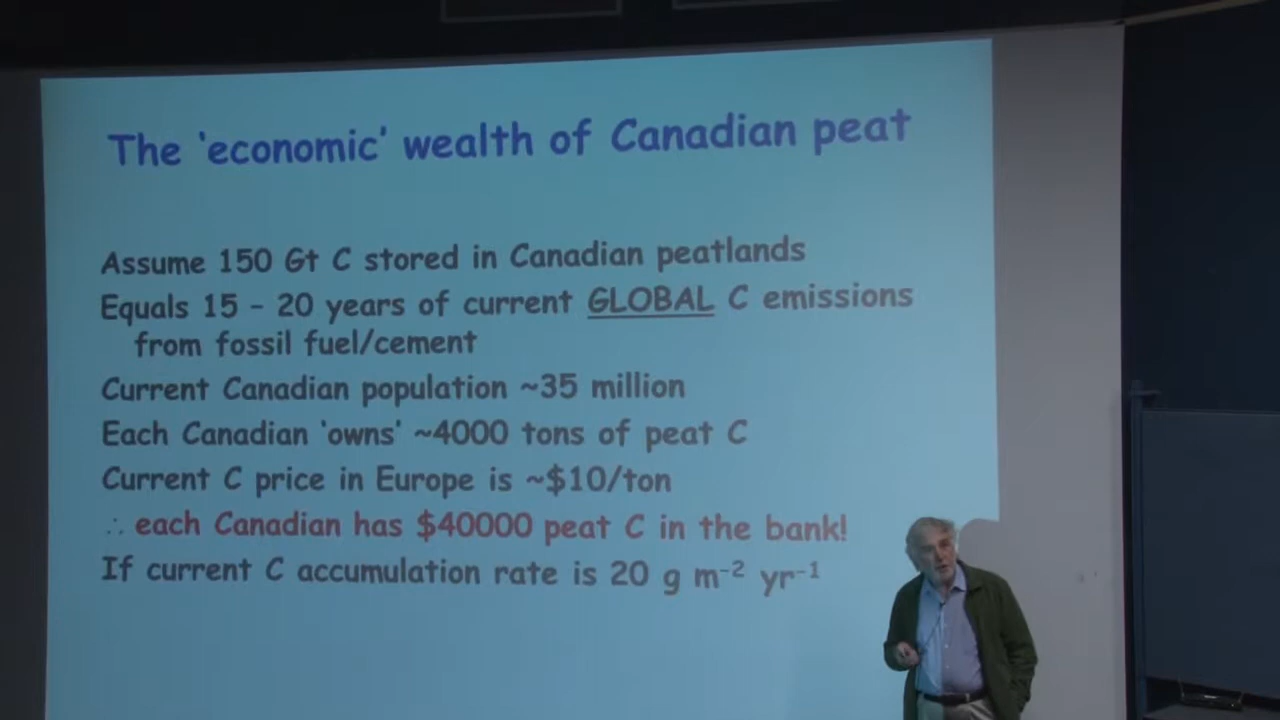 The 'economic' wealth of Canadian peat
Assume 150 Gt C stored in Canadian peatlands
Equals 15 - 20 years of current GLOBAL C emissions
from fossil fuel/cement
Current Canadian population ~35 million
Each Canadian 'owns' ~4000 tons of peat C
Current C price in Europe is ~$10/ton
∴ each Canadian has $40000 peat C in the bank!
If current C accumulation rate is 20 g m⁻² yr⁻¹